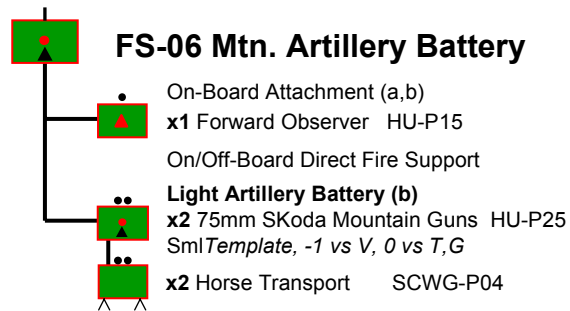 FS-06 Mtn. Artillery Battery
On-Board Attachment (a,b)
x1 Forward Observer HU-P15
On/Off-Board Direct Fire Support
Light Artillery Battery (b)
x2 75mm SKoda Mountain Guns HU-P25
SmlTemplate, -1 vs V, 0 vs T,G
x2 Horse Transport SCWG-P04